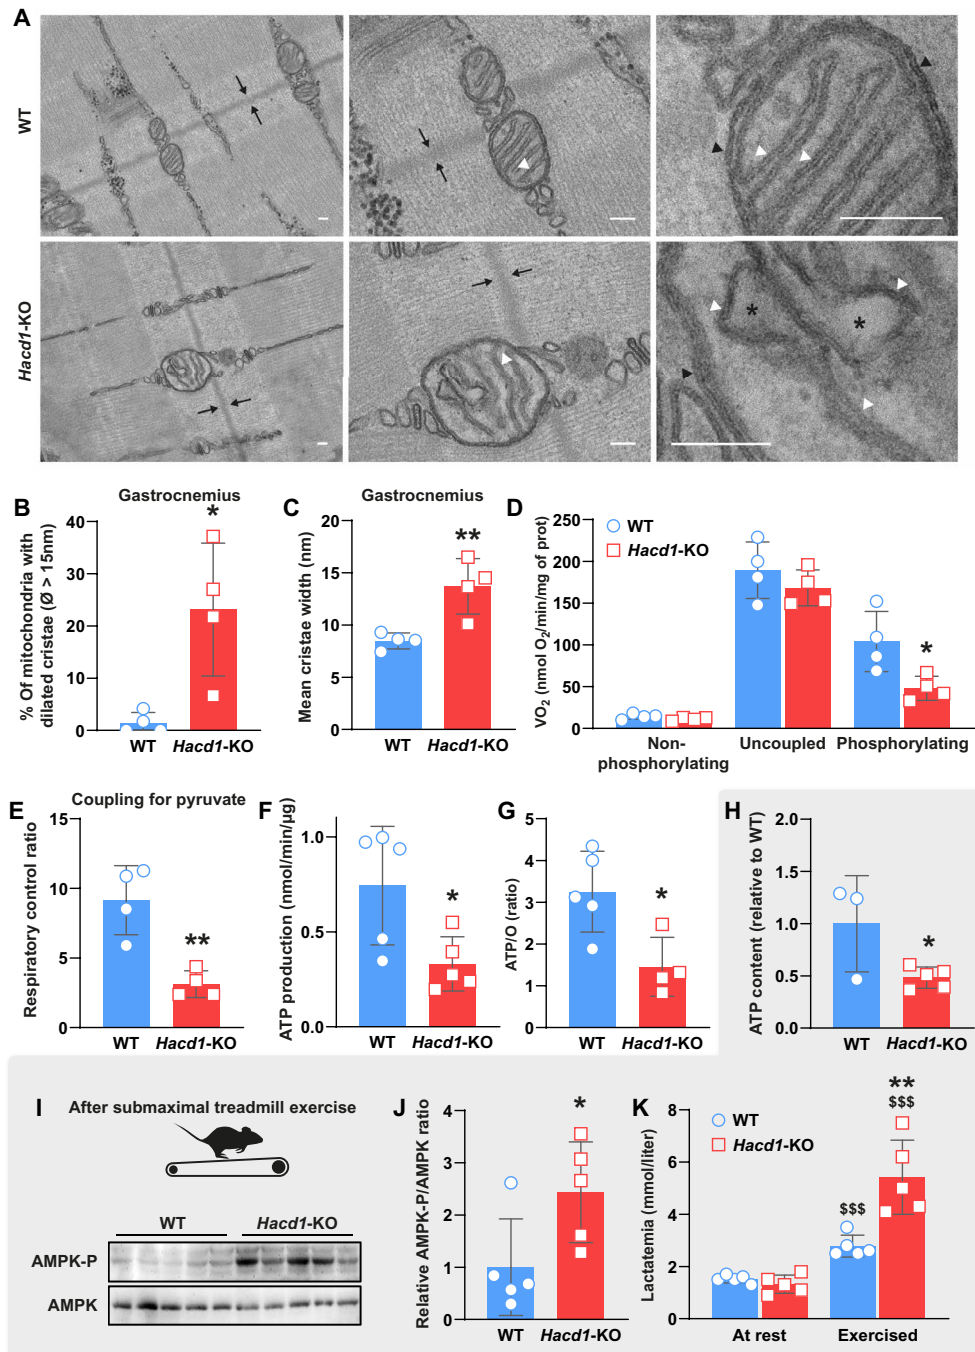 A
WT
Hacd1-KO
B
Gastrocnemius
% Of mitochondria with
dilated cristae (Ø > 15nm)
40
30
20
10
0
*
WT
Hacd1-KO
C
Gastrocnemius
Mean cristae width (nm)
20
15
10
5
0
**
WT
Hacd1-KO
D
VO2 (nmol O2/min/mg of prot)
250
200
150
100
50
0
WT
Hacd1-KO
*
Non-
phosphorylating
Uncoupled
Phosphorylating
E
Coupling for pyruvate
Respiratory control ratio
15
10
5
0
**
WT
Hacd1-KO
F
ATP production (nmol/min/µg)
1.0
0.5
0.0
*
WT
Hacd1-KO
G
ATP/O (ratio)
5
4
3
2
1
0
*
WT
Hacd1-KO
H
ATP content (relative to WT)
2.0
1.5
1.0
0.5
0.0
*
WT
Hacd1-KO
I
After submaximal treadmill exercise
WT
Hacd1-KO
AMPK-P
AMPK
J
Relative AMPK-P/AMPK ratio
4
3
2
1
0
*
WT
Hacd1-KO
K
Lactatemia (mmol/liter)
8
6
4
2
0
WT
Hacd1-KO
$$$
**
$$$
At rest
Exercised